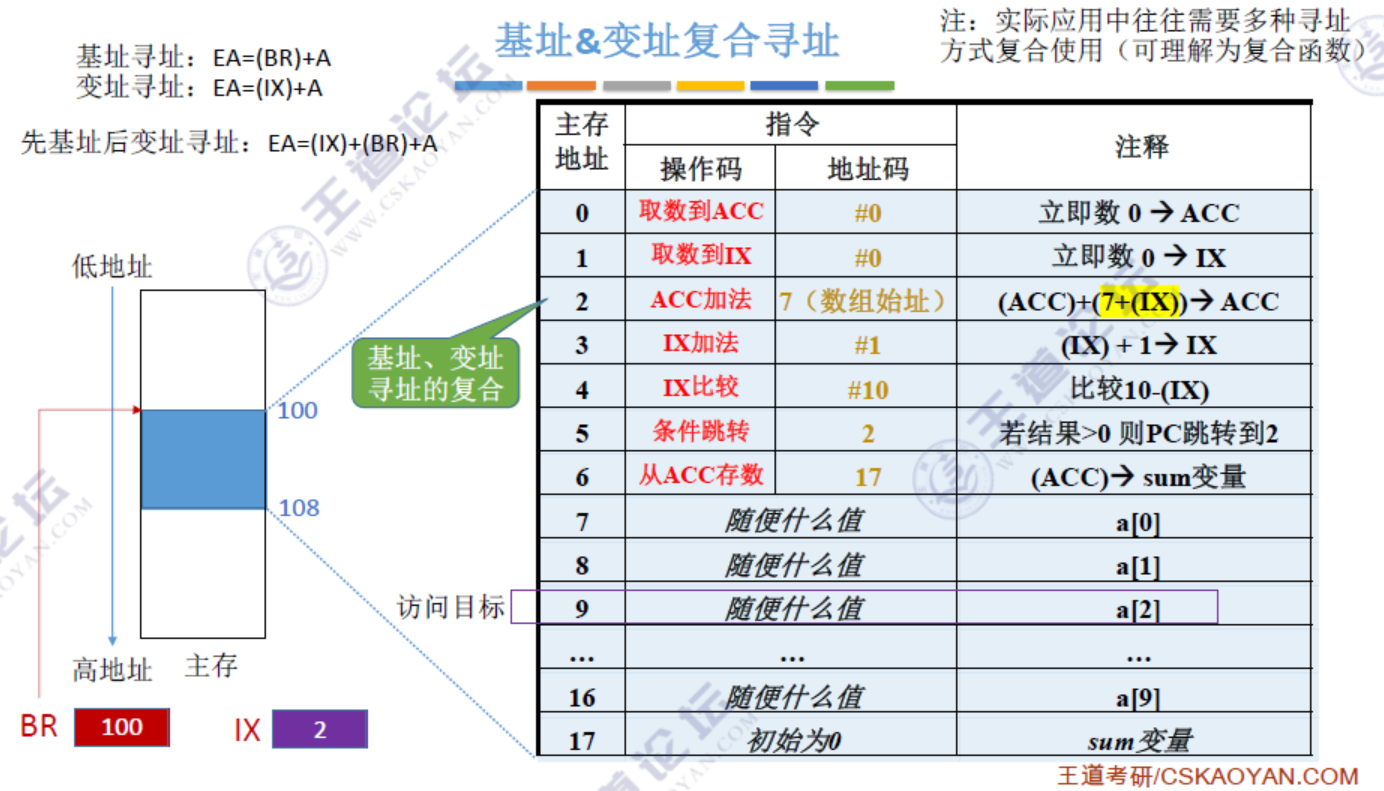 基址&变址复合寻址
注：实际应用中往往需要多种寻址
方式复合使用（可理解为复合函数）
基址寻址：EA=(BR)+A
变址寻址：EA=(IX)+A
先基址后变址寻址：EA=(IX)+(BR)+A
低地址
100
108
高地址
主存
BR 100
IX 2
基址、变址
寻址的复合
访问目标
主存地址 指令 注释
操作码 地址码
0 取数到ACC #0 立即数 0 → ACC
1 取数到IX #0 立即数 0 → IX
2 ACC加法 7（数组始址） (ACC)+(7+(IX))→ ACC
3 IX加法 #1 (IX) + 1→ IX
4 IX比较 #10 比较10-(IX)
5 条件跳转 2 若结果>0 则PC跳转到2
6 从ACC存数 17 (ACC)→ sum变量
7 随便什么值 a[0]
8 随便什么值 a[1]
9 随便什么值 a[2]
... ... ...
16 随便什么值 a[9]
17 初始为0 sum变量
王道考研/CSKAOYAN.COM
王道论坛
WWW.CSKAOYAN.COM